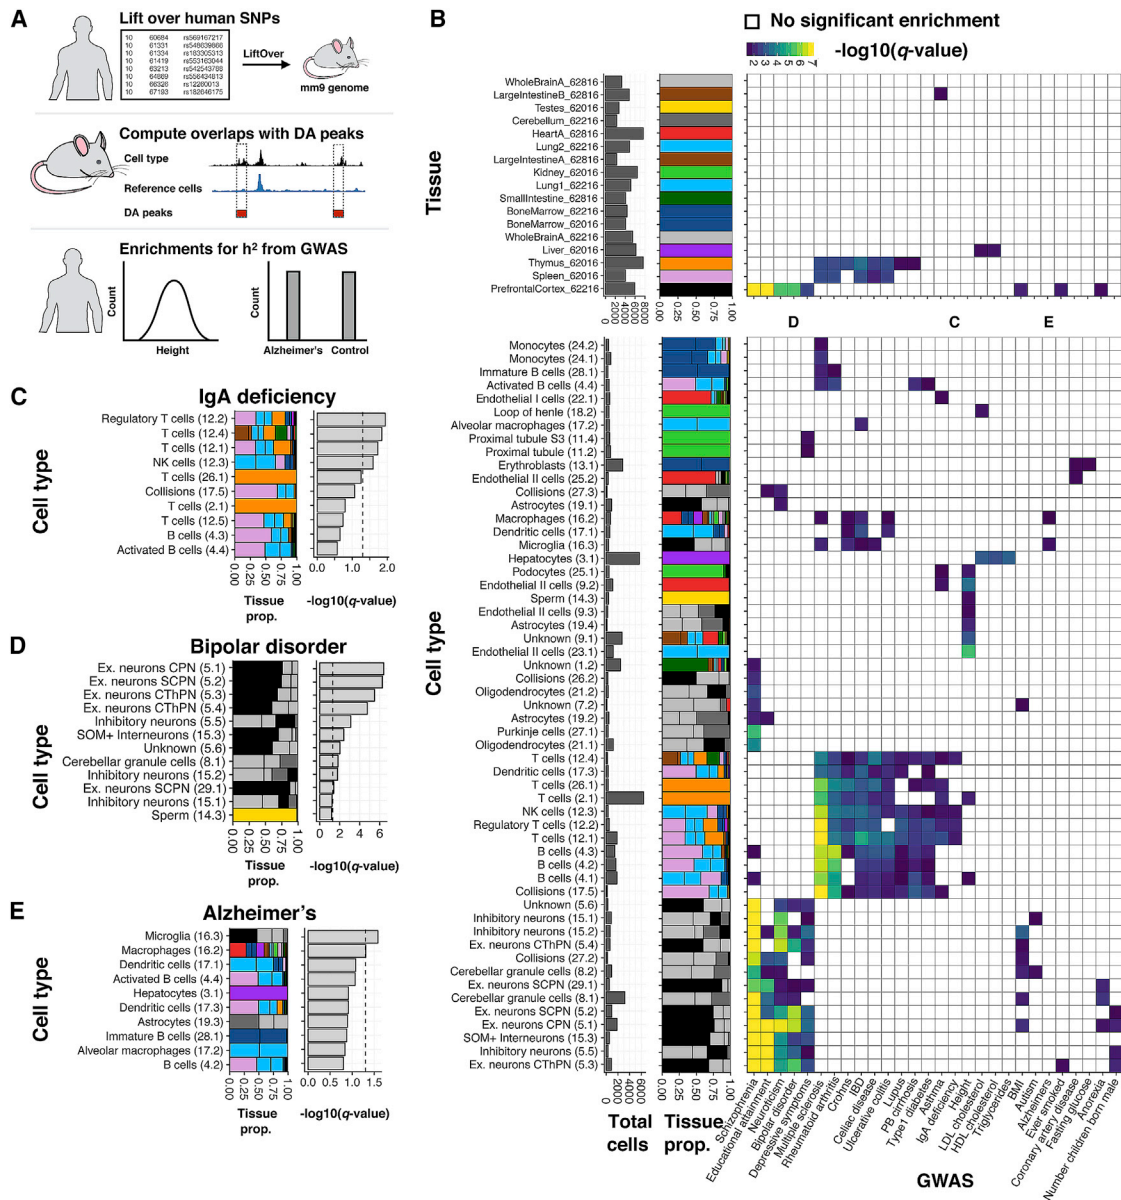 A
Lift over human SNPs
10 60684 rs569167217
10 61331 rs548639866
10 61334 rs183305313
10 61419 rs553163044
10 63213 rs542543788
10 64869 rs556434813
10 66326 rs12260013
10 67193 rs182646175
LiftOver
mm9 genome
Compute overlaps with DA peaks
Cell type
Reference cells
DA peaks
Enrichments for h² from GWAS
Count
Height
Count
Alzheimer's Control
B
No significant enrichment
-log10(q-value)
2 3 4 5 6 7
Tissue
WholeBrainA_62816
LargeIntestineB_62816
Testes_62016
Cerebellum_62216
HeartA_62816
Lung2_62216
LargeIntestineA_62816
Kidney_62016
Lung1_62216
SmallIntestine_62816
BoneMarrow_62216
BoneMarrow_62016
WholeBrainA_62216
Liver_62016
Thymus_62016
Spleen_62016
PrefrontalCortex_62216
0 2000 4000 6000 8000
0.00 0.25 0.50 0.75 1.00
D C E
Cell type
Monocytes (24.2)
Monocytes (24.1)
Immature B cells (28.1)
Activated B cells (4.4)
Endothelial I cells (22.1)
Loop of henle (18.2)
Alveolar macrophages (17.2)
Proximal tubule S3 (11.4)
Proximal tubule (11.2)
Erythroblasts (13.1)
Endothelial II cells (25.2)
Collisions (27.3)
Astrocytes (19.1)
Macrophages (16.2)
Dendritic cells (17.1)
Microglia (16.3)
Hepatocytes (3.1)
Podocytes (25.1)
Endothelial II cells (9.2)
Sperm (14.3)
Endothelial II cells (9.3)
Astrocytes (19.4)
Unknown (9.1)
Endothelial II cells (23.1)
Unknown (1.2)
Collisions (26.2)
Oligodendrocytes (21.2)
Unknown (7.2)
Astrocytes (19.2)
Purkinje cells (27.1)
Oligodendrocytes (21.1)
T cells (12.4)
Dendritic cells (17.3)
T cells (26.1)
T cells (2.1)
NK cells (12.3)
Regulatory T cells (12.2)
T cells (12.1)
B cells (4.3)
B cells (4.2)
B cells (4.1)
Collisions (17.5)
Unknown (5.6)
Inhibitory neurons (15.1)
Inhibitory neurons (15.2)
Ex. neurons CThPN (5.4)
Collisions (27.2)
Cerebellar granule cells (8.2)
Ex. neurons SCPN (29.1)
Cerebellar granule cells (8.1)
Ex. neurons SCPN (5.2)
Ex. neurons CPN (5.1)
SOM+ Interneurons (15.3)
Inhibitory neurons (5.5)
Ex. neurons CThPN (5.3)
0 2000 4000 6000
0.00 0.25 0.50 0.75 1.00
Total cells
Tissue prop.
Schizophrenia
Educational attainment
Neuroticism
Bipolar disorder
Depressive symptoms
Multiple sclerosis
Rheumatoid arthritis
Crohns
IBD
Celiac disease
Ulcerative colitis
Lupus
PB cirrhosis
Type1 diabetes
Asthma
IgA deficiency
Height
LDL cholesterol
HDL cholesterol
Triglycerides
BMI
Autism
Alzheimers
Ever smoked
Coronary artery disease
Fasting glucose
Anorexia
Number children born male
GWAS
C
IgA deficiency
Cell type
Regulatory T cells (12.2)
T cells (12.4)
T cells (12.1)
NK cells (12.3)
T cells (26.1)
Collisions (17.5)
T cells (2.1)
T cells (12.5)
B cells (4.3)
Activated B cells (4.4)
0.00 0.25 0.50 0.75 1.00
0.0 1.0 2.0
Tissue prop.
-log10(q-value)
D
Bipolar disorder
Cell type
Ex. neurons CPN (5.1)
Ex. neurons SCPN (5.2)
Ex. neurons CThPN (5.3)
Ex. neurons CThPN (5.4)
Inhibitory neurons (5.5)
SOM+ Interneurons (15.3)
Unknown (5.6)
Cerebellar granule cells (8.1)
Inhibitory neurons (15.2)
Ex. neurons SCPN (29.1)
Inhibitory neurons (15.1)
Sperm (14.3)
0.00 0.25 0.50 0.75 1.00
0 2 4 6
Tissue prop.
-log10(q-value)
E
Alzheimer's
Cell type
Microglia (16.3)
Macrophages (16.2)
Dendritic cells (17.1)
Activated B cells (4.4)
Hepatocytes (3.1)
Dendritic cells (17.3)
Astrocytes (19.3)
Immature B cells (28.1)
Alveolar macrophages (17.2)
B cells (4.2)
0.00 0.25 0.50 0.75 1.00
0.0 0.5 1.0 1.5
Tissue prop.
-log10(q-value)